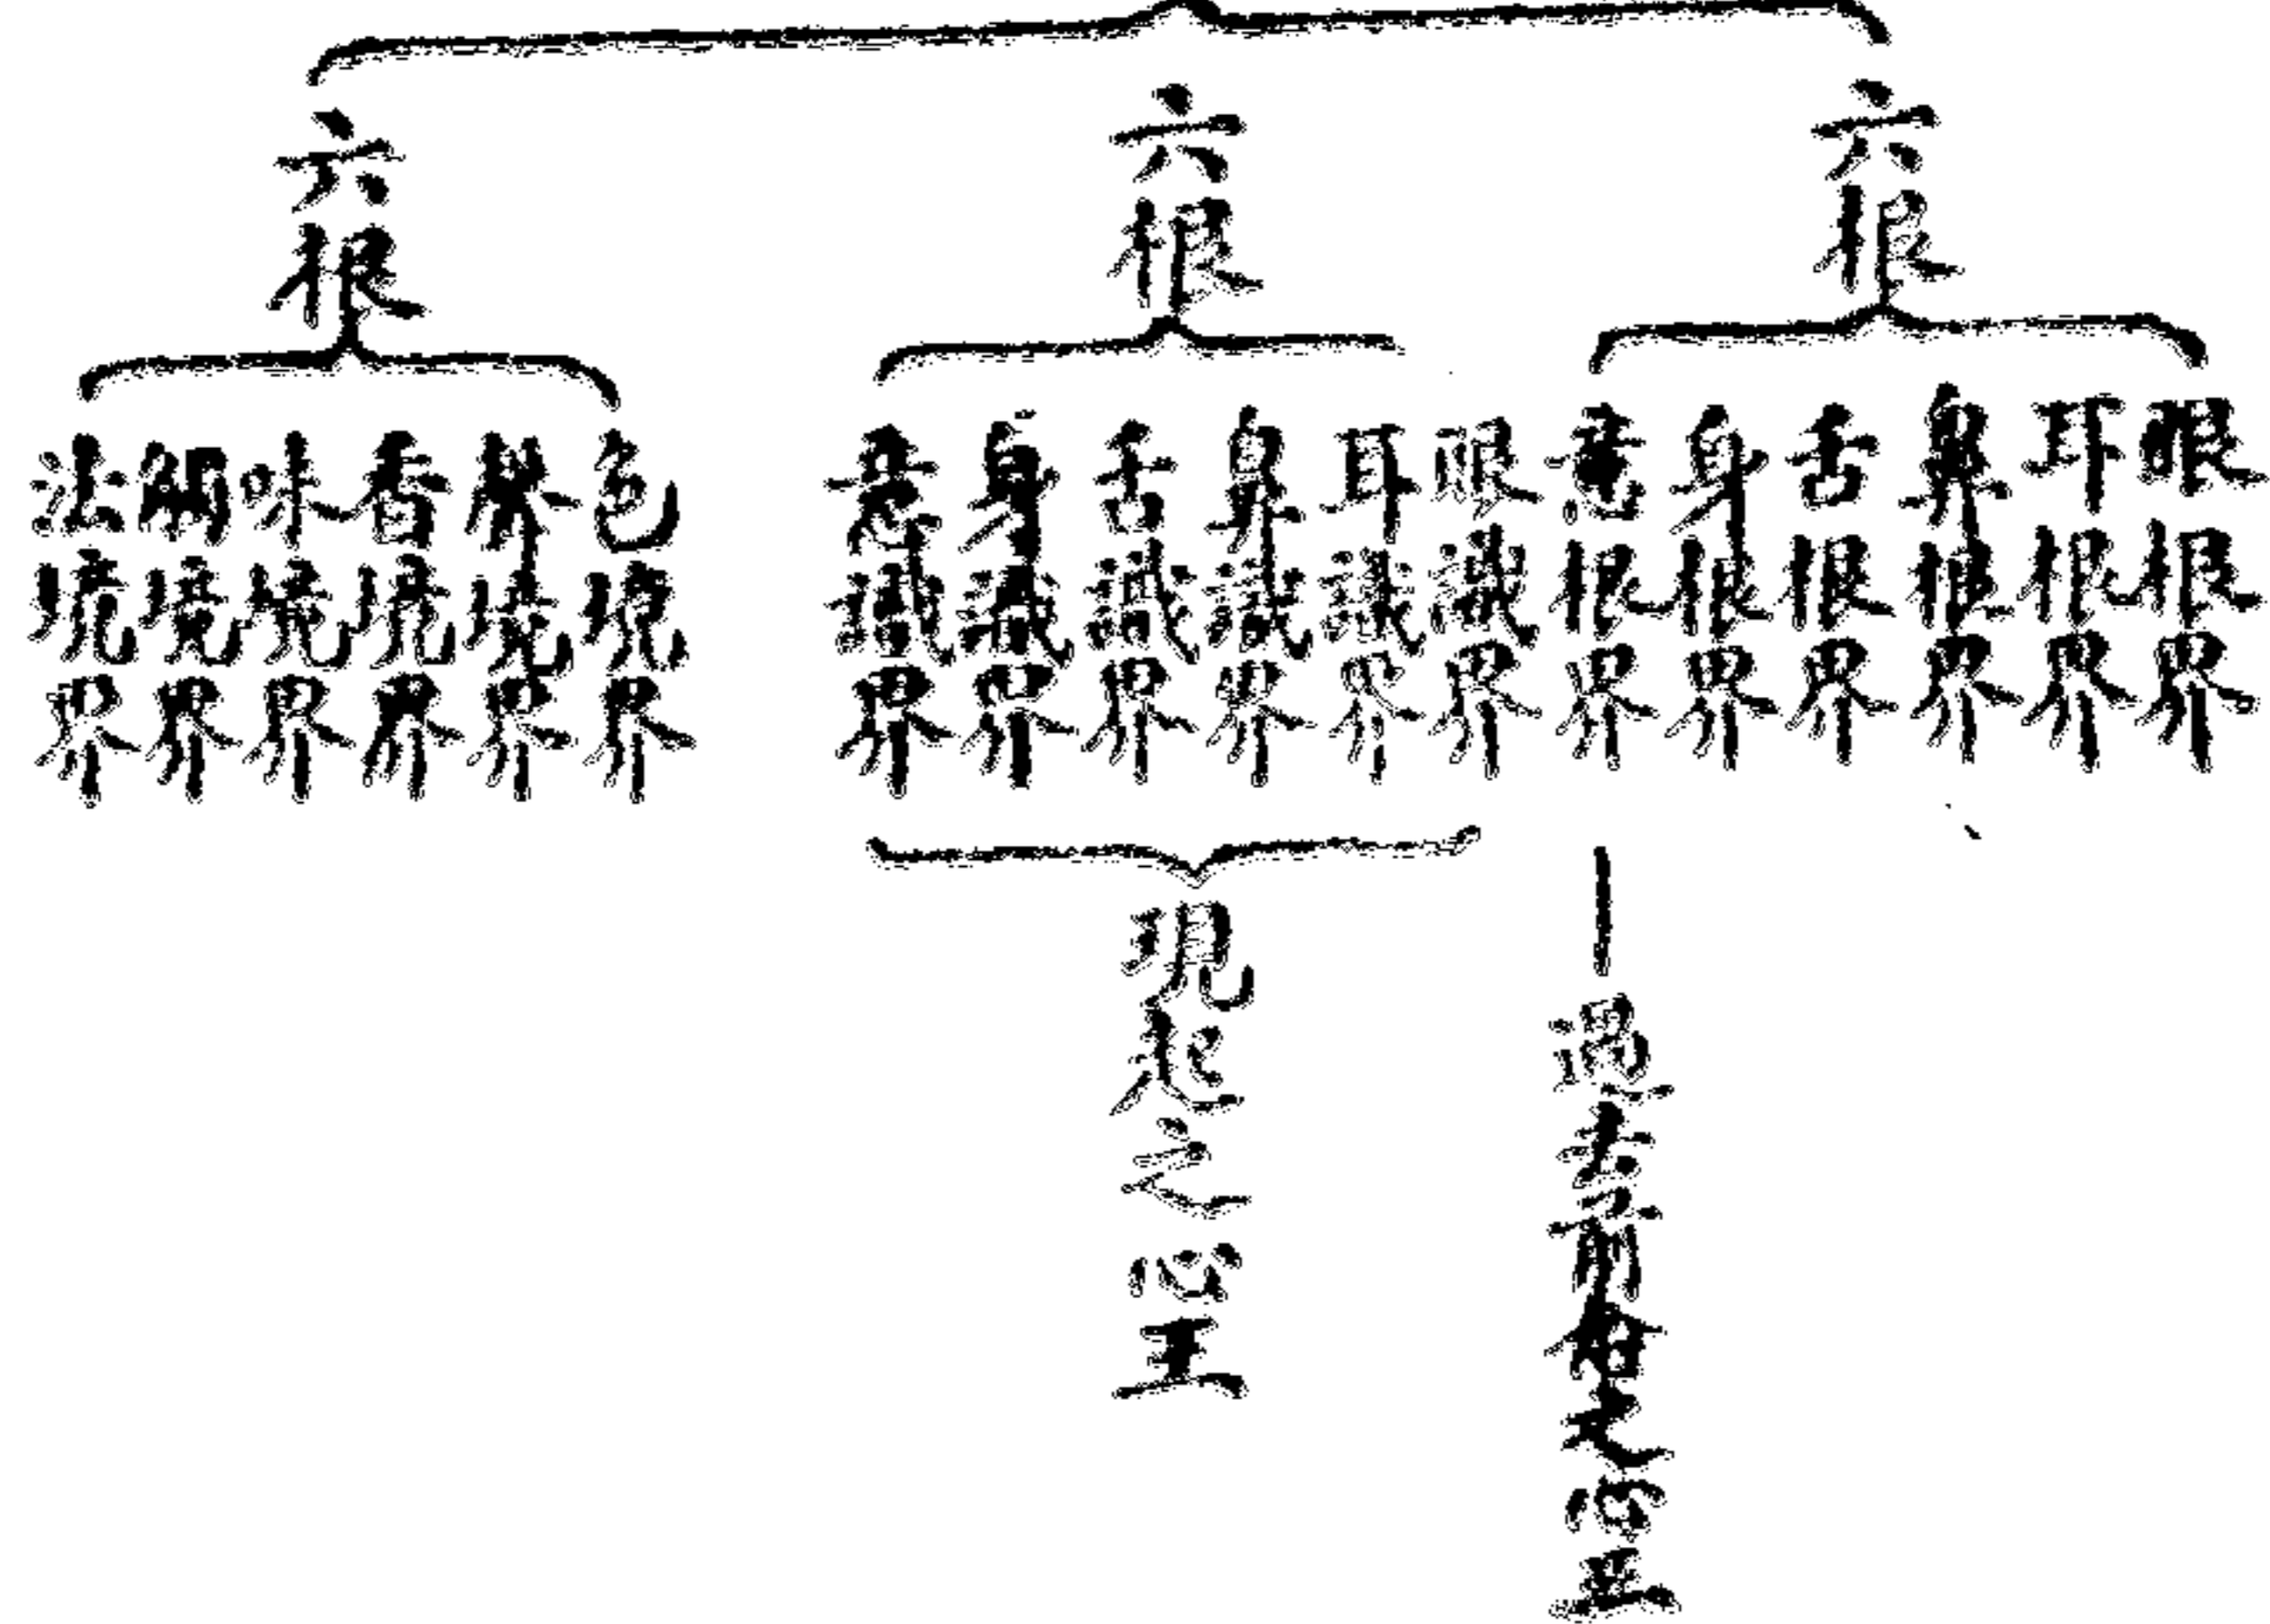 六根
眼根界
耳根界
鼻根界
舌根界
身根界
意根界
過去前念之心王
六根
眼識界
耳識界
鼻識界
舌識界
身識界
意識界
現起之心王
六根
色境界
聲境界
香境界
味境界
觸境界
法境界